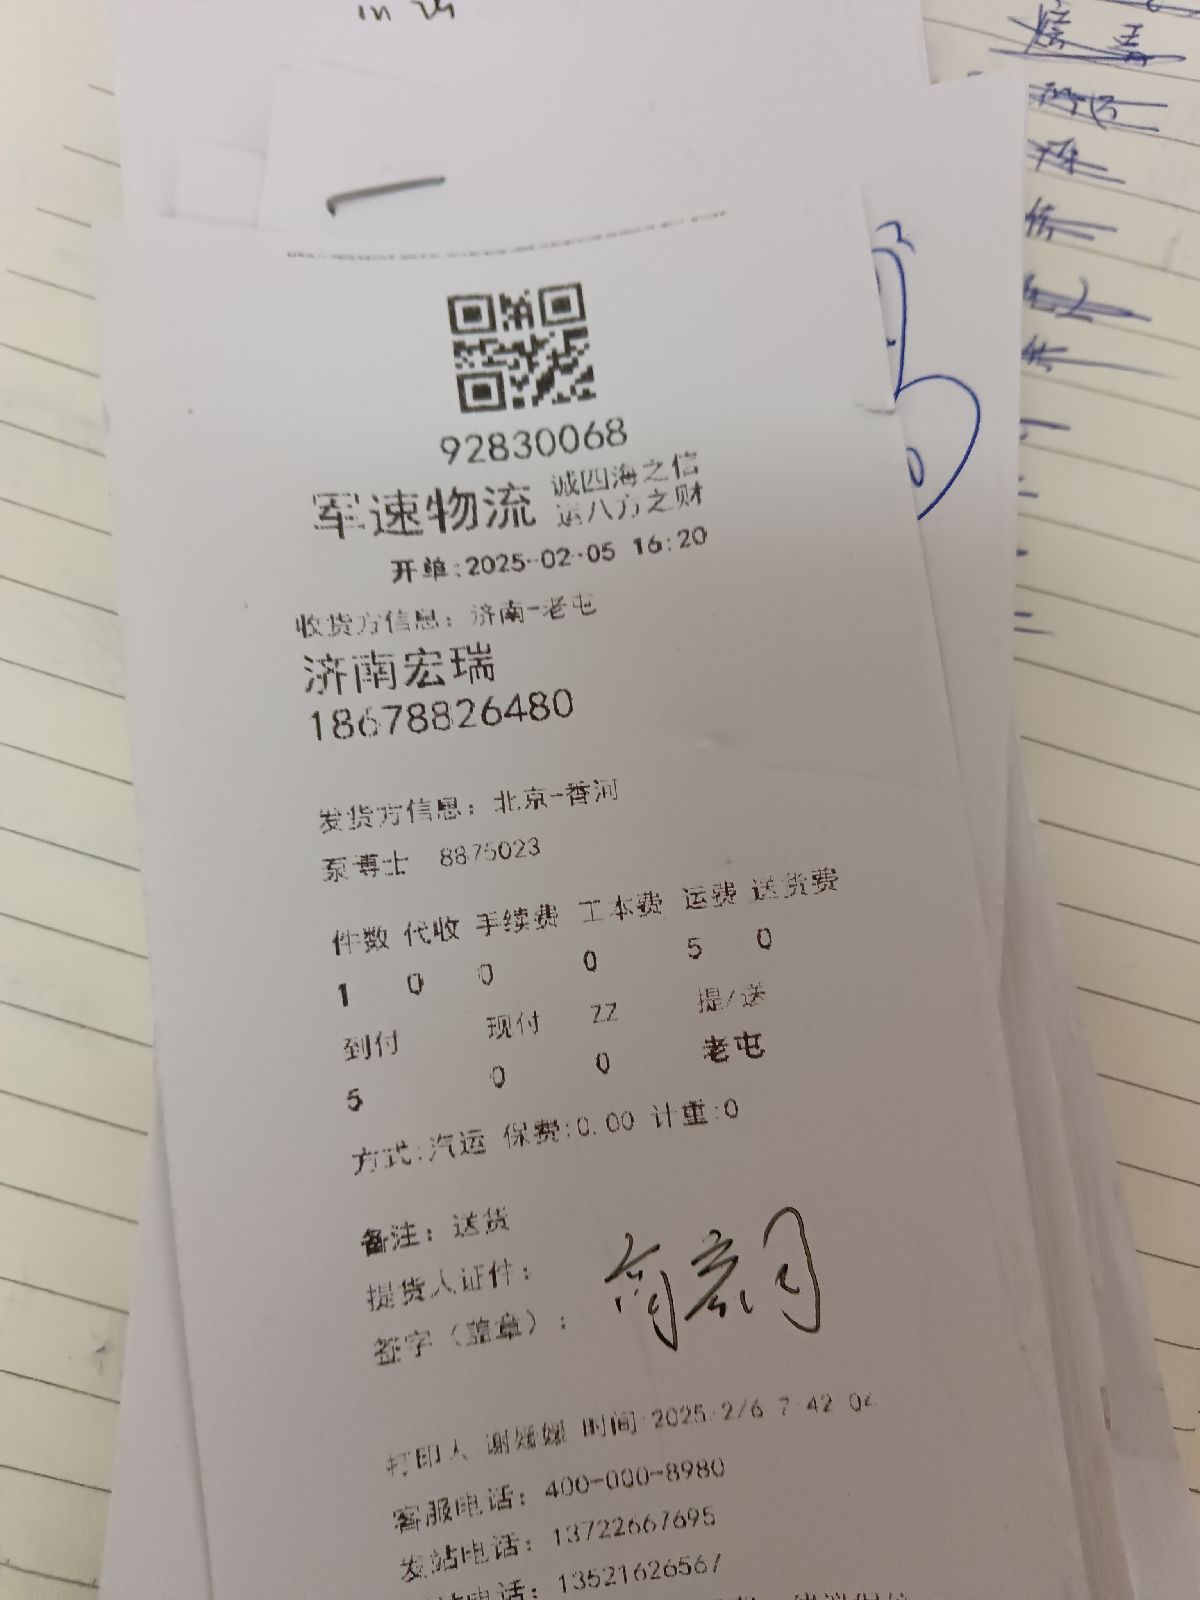 92830068
军速物流 诚四海之信
运八方之财
开单:2025-02-05 16:20
收货方信息：济南-老屯
济南宏瑞
18678826480
发货方信息：北京-香河
泵博士 8875023
件数 代收 手续费 工本费 运费 送货费
1 0 0 0 5 0
到付 现付 ZZ 提/送
5 0 0 老屯
方式:汽运 保费:0.00 计重:0
备注：送货
提货人证件：
签字（盖章）：
打印人 谢媛媛 时间:2025/2/6 7:42:04
客服电话：400-000-8980
发站电话：13722667695
站电话：13521626567